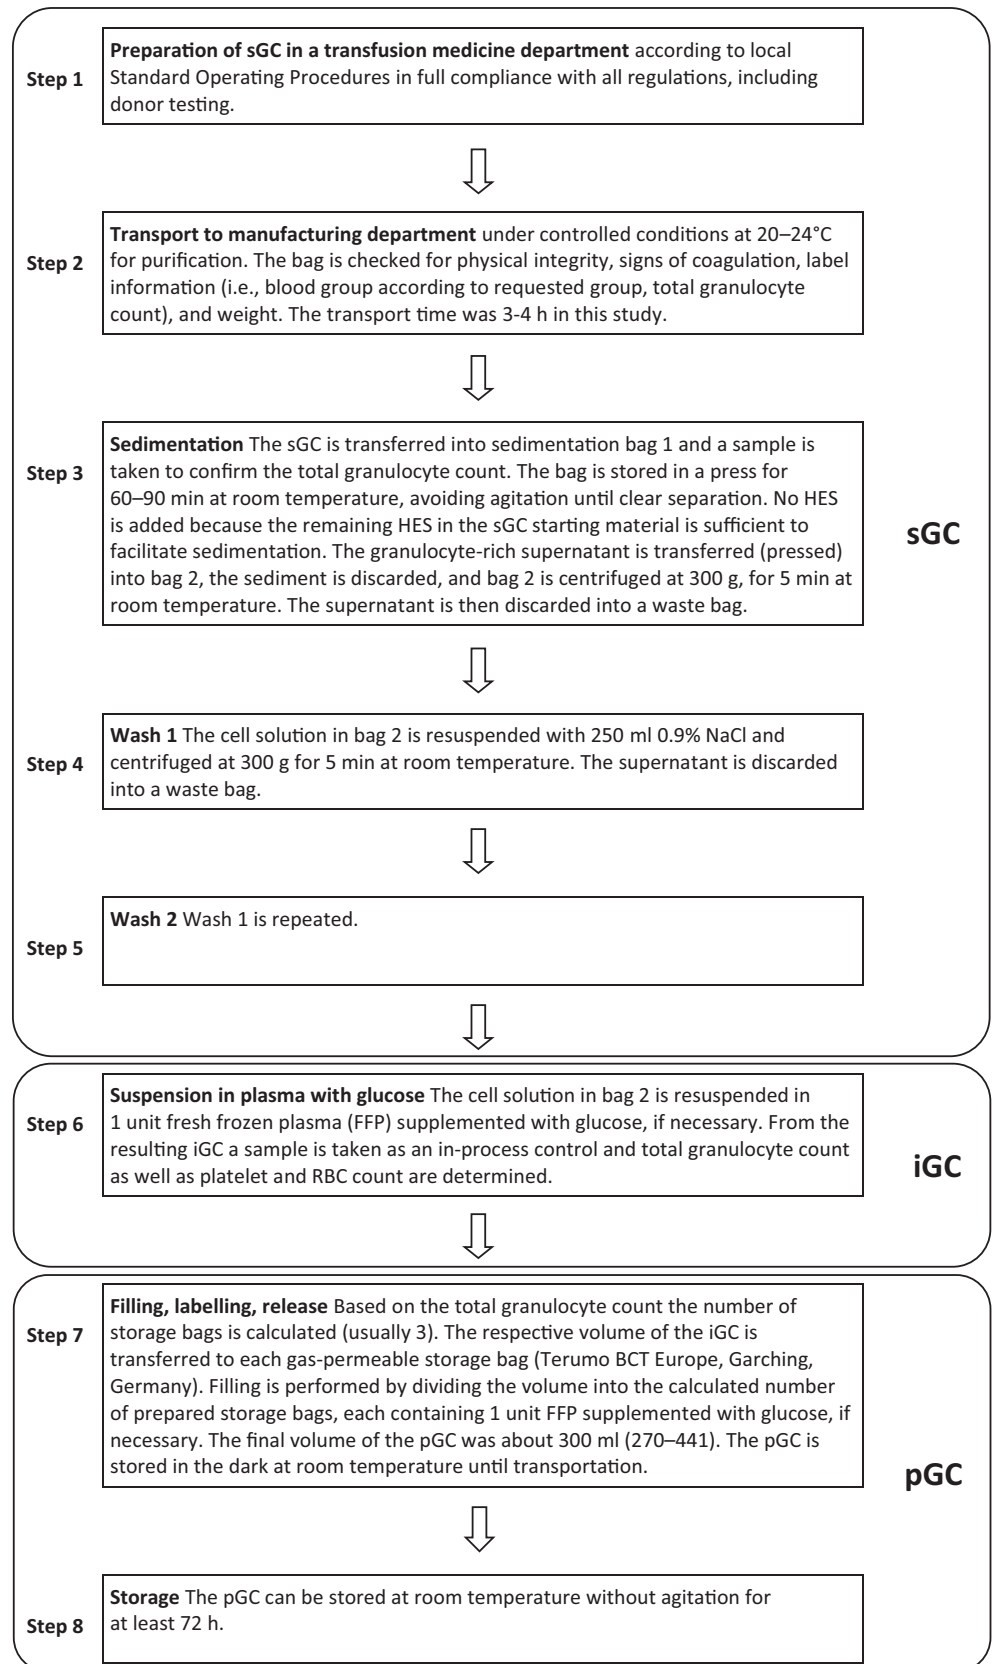 Step 1
Preparation of sGC in a transfusion medicine department according to local
Standard Operating Procedures in full compliance with all regulations, including
donor testing.
Step 2
Transport to manufacturing department under controlled conditions at 20–24°C
for purification. The bag is checked for physical integrity, signs of coagulation, label
information (i.e., blood group according to requested group, total granulocyte
count), and weight. The transport time was 3-4 h in this study.
Step 3
Sedimentation The sGC is transferred into sedimentation bag 1 and a sample is
taken to confirm the total granulocyte count. The bag is stored in a press for
60–90 min at room temperature, avoiding agitation until clear separation. No HES
is added because the remaining HES in the sGC starting material is sufficient to
facilitate sedimentation. The granulocyte-rich supernatant is transferred (pressed)
into bag 2, the sediment is discarded, and bag 2 is centrifuged at 300 g, for 5 min at
room temperature. The supernatant is then discarded into a waste bag.
sGC
Step 4
Wash 1 The cell solution in bag 2 is resuspended with 250 ml 0.9% NaCl and
centrifuged at 300 g for 5 min at room temperature. The supernatant is discarded
into a waste bag.
Step 5
Wash 2 Wash 1 is repeated.
Step 6
Suspension in plasma with glucose The cell solution in bag 2 is resuspended in
1 unit fresh frozen plasma (FFP) supplemented with glucose, if necessary. From the
resulting iGC a sample is taken as an in-process control and total granulocyte count
as well as platelet and RBC count are determined.
iGC
Step 7
Filling, labelling, release Based on the total granulocyte count the number of
storage bags is calculated (usually 3). The respective volume of the iGC is
transferred to each gas-permeable storage bag (Terumo BCT Europe, Garching,
Germany). Filling is performed by dividing the volume into the calculated number
of prepared storage bags, each containing 1 unit FFP supplemented with glucose, if
necessary. The final volume of the pGC was about 300 ml (270–441). The pGC is
stored in the dark at room temperature until transportation.
pGC
Step 8
Storage The pGC can be stored at room temperature without agitation for
at least 72 h.